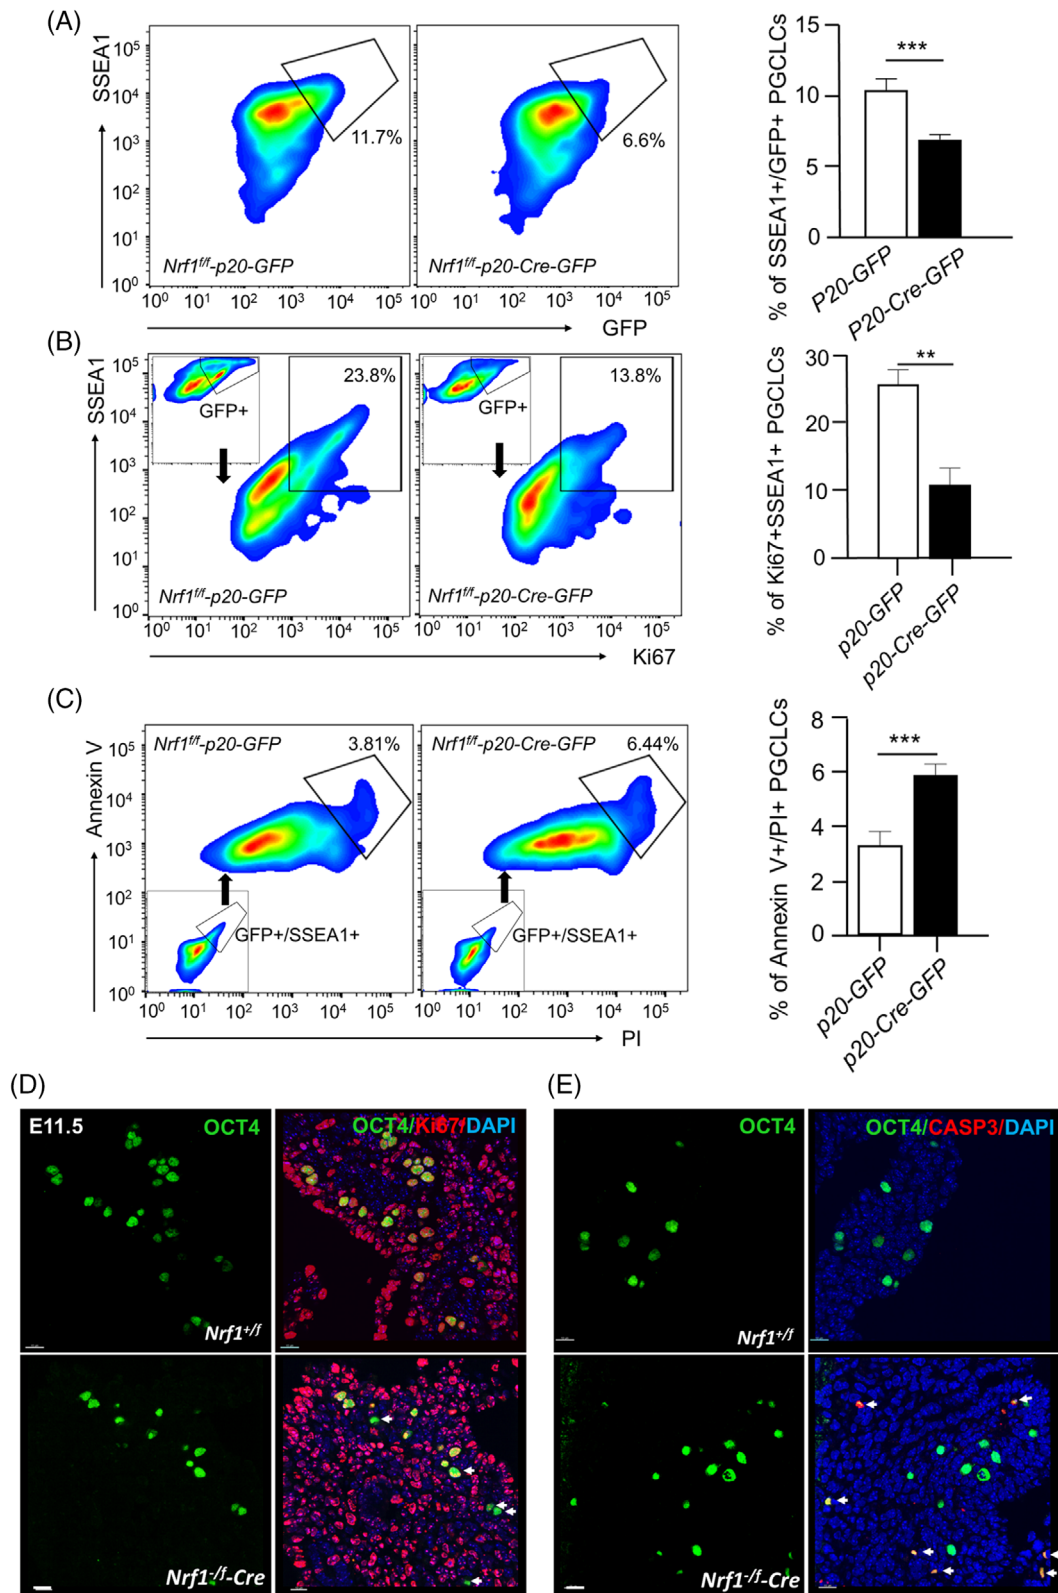 (A)
SSEA1
10⁵
10⁴
10³
10²
10¹
10⁰
11.7%
6.6%
Nrf1f/f-p20-GFP
Nrf1f/f-p20-Cre-GFP
10⁰ 10¹ 10² 10³ 10⁴ 10⁵
10⁰ 10¹ 10² 10³ 10⁴ 10⁵
GFP
% of SSEA1+/GFP+ PGCLCs
15
10
5
0
***
P20-GFP
P20-Cre-GFP
(B)
SSEA1
10⁵
10⁴
10³
10²
10¹
10⁰
23.8%
13.8%
GFP+
GFP+
Nrf1f/f-p20-GFP
Nrf1f/f-p20-Cre-GFP
10⁰ 10¹ 10² 10³ 10⁴ 10⁵
10⁰ 10¹ 10² 10³ 10⁴ 10⁵
Ki67
% of Ki67+SSEA1+ PGCLCs
30
20
10
0
**
p20-GFP
p20-Cre-GFP
(C)
Annexin V
10⁵
10⁴
10³
10²
10¹
10⁰
Nrf1f/f-p20-GFP
3.81%
Nrf1f/f-p20-Cre-GFP
6.44%
GFP+/SSEA1+
GFP+/SSEA1+
10⁰ 10¹ 10² 10³ 10⁴ 10⁵
10⁰ 10¹ 10² 10³ 10⁴ 10⁵
PI
% of Annexin V+/PI+ PGCLCs
8
6
4
2
0
***
p20-GFP
p20-Cre-GFP
(D)
E11.5
OCT4
OCT4/Ki67/DAPI
Nrf1+/f
Nrf1-/f-Cre
(E)
OCT4
OCT4/CASP3/DAPI
Nrf1+/f
Nrf1-/f-Cre